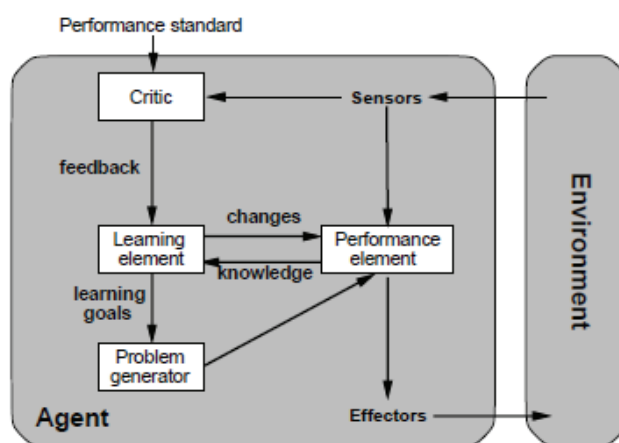 Performance standard
Critic
Sensors
feedback
changes
Learning
element
Performance
element
knowledge
learning
goals
Problem
generator
Agent
Effectors
Environment